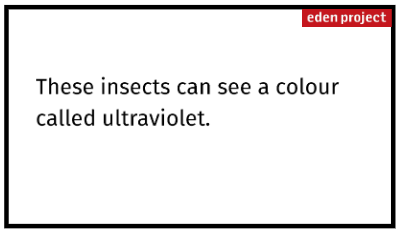 eden project
These insects can see a colour
called ultraviolet.